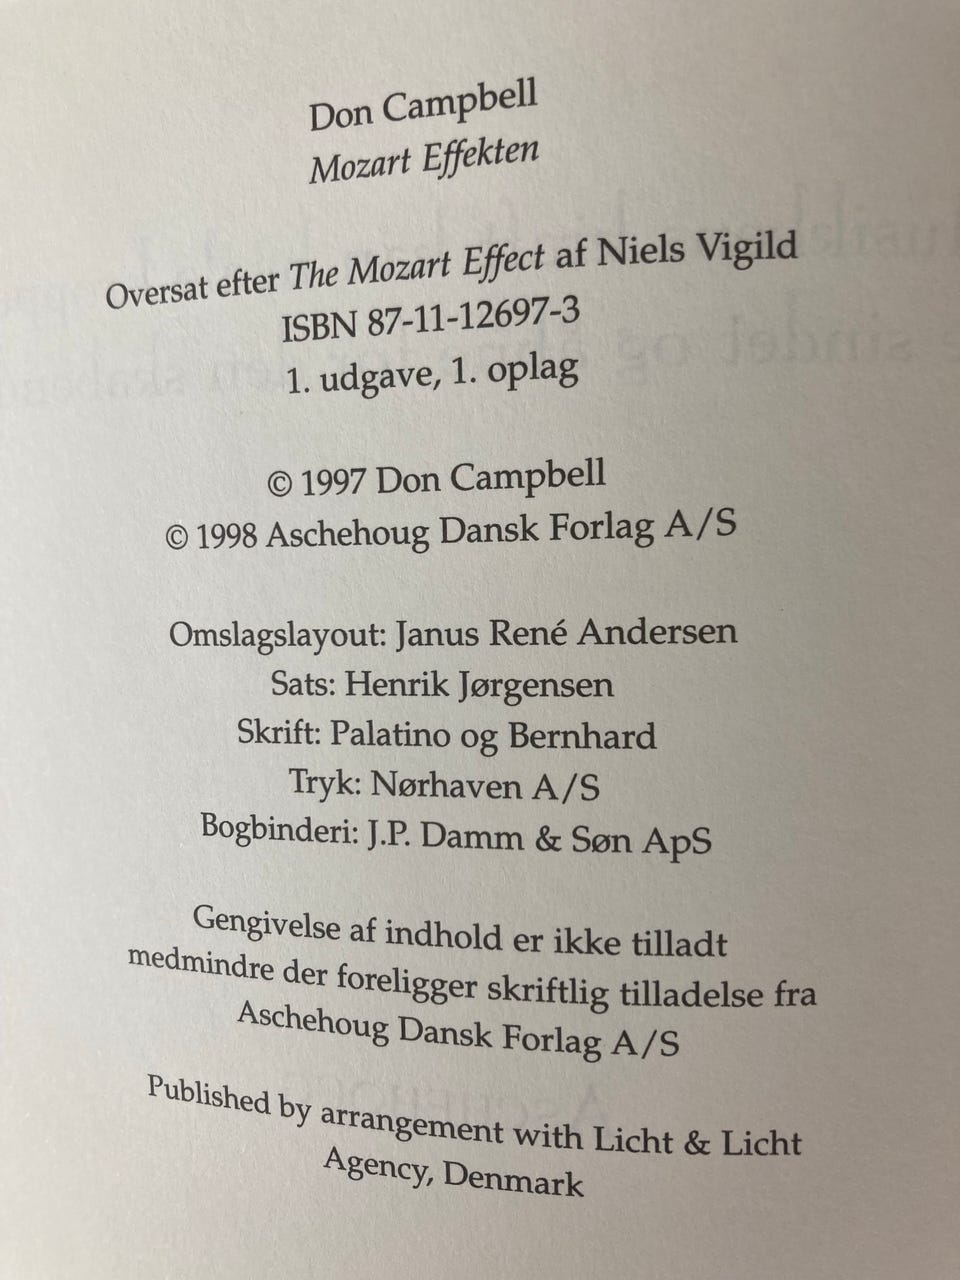 Don Campbell
Mozart Effekten
Oversat efter The Mozart Effect af Niels Vigild
ISBN 87-11-12697-3
1. udgave, 1. oplag
© 1997 Don Campbell
© 1998 Aschehoug Dansk Forlag A/S
Omslagslayout: Janus René Andersen
Sats: Henrik Jørgensen
Skrift: Palatino og Bernhard
Tryk: Nørhaven A/S
Bogbinderi: J.P. Damm & Søn ApS
Gengivelse af indhold er ikke tilladt
medmindre der foreligger skriftlig tilladelse fra
Aschehoug Dansk Forlag A/S
Published by arrangement with Licht & Licht
Agency, Denmark